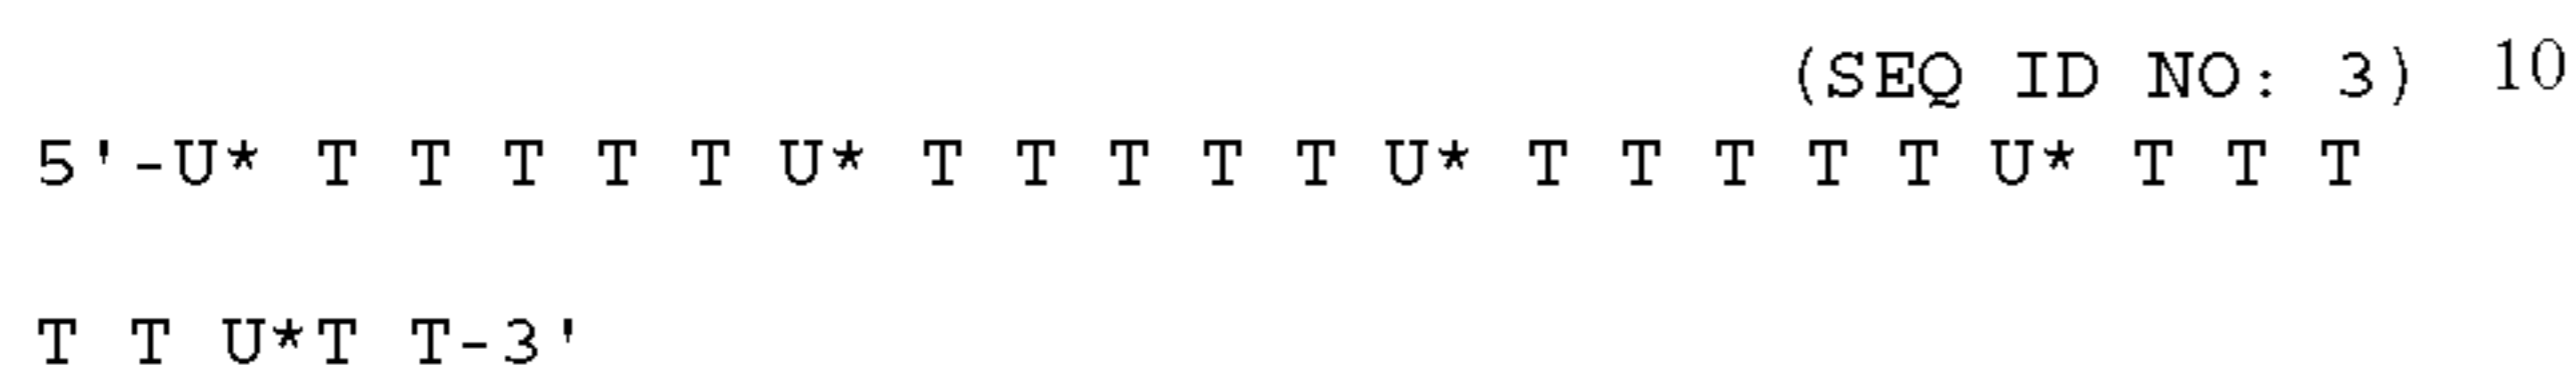 (SEQ ID NO: 3) 10
5'-U* T T T T T U* T T T T T U* T T T T T U* T T T
T T U*T T-3'